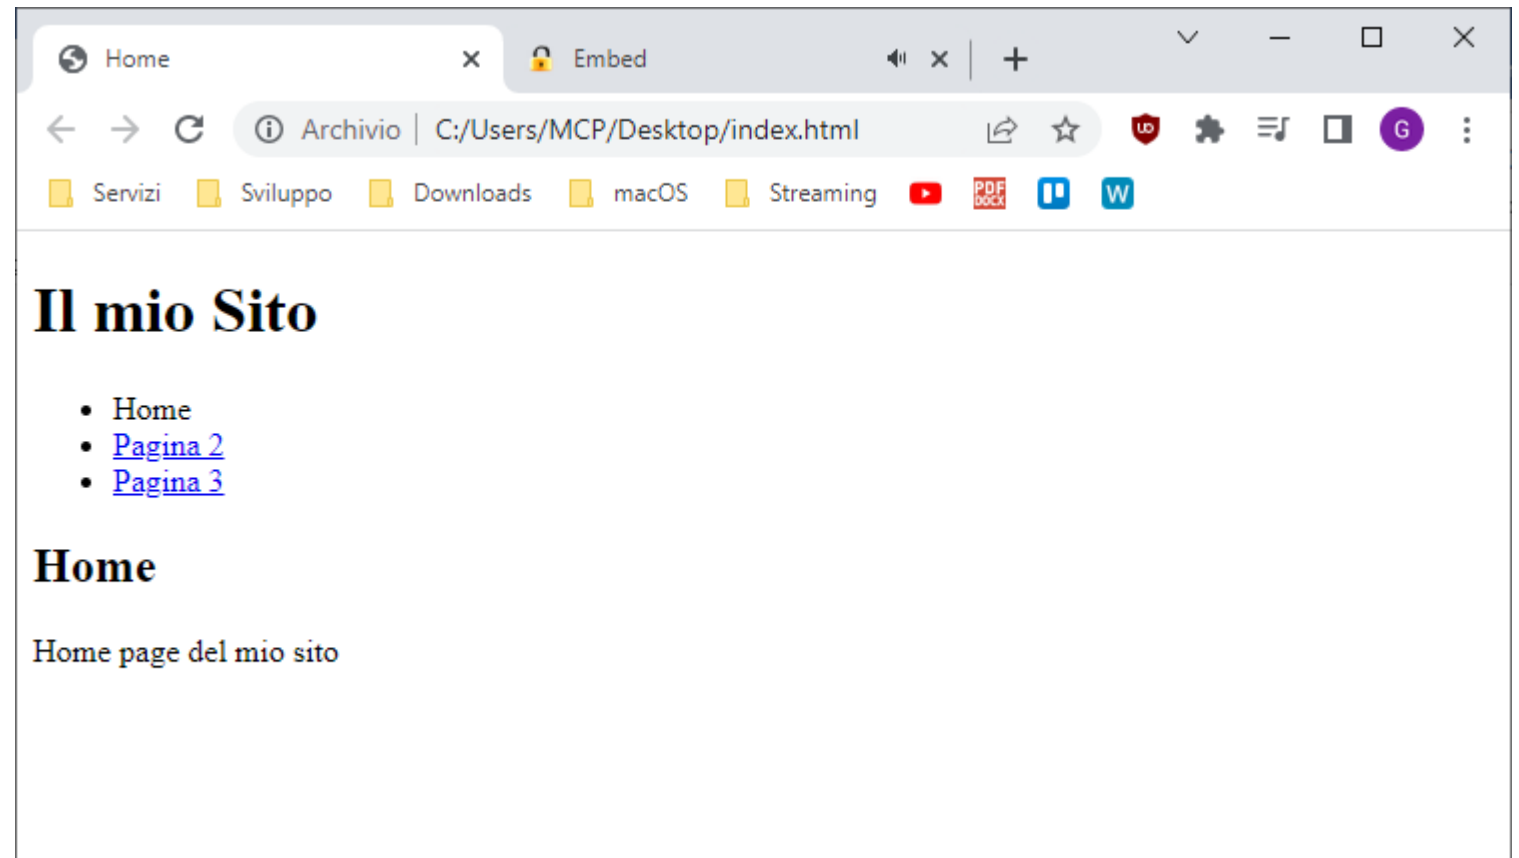 Home
Embed
Archivio C:/Users/MCP/Desktop/index.html
G
Servizi Sviluppo Downloads macOS Streaming PDF DOCX W
Il mio Sito
Home
Pagina 2
Pagina 3
Home
Home page del mio sito